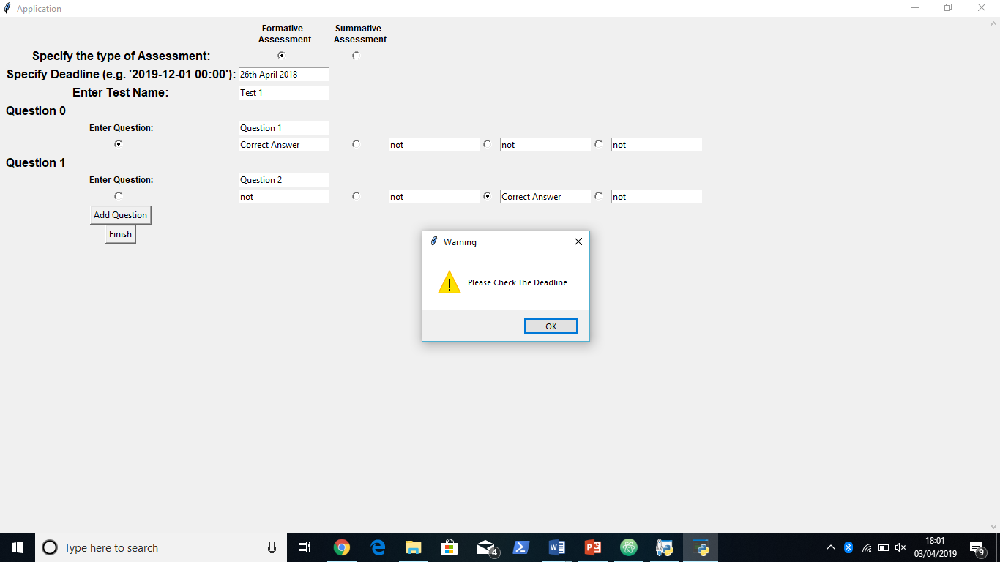 Application
Formative Summative
Assessment Assessment
Specify the type of Assessment:
Specify Deadline (e.g. '2019-12-01 00:00'): 26th April 2018
Enter Test Name: Test 1
Question 0
Enter Question: Question 1
Correct Answer not not not
Question 1
Enter Question: Question 2
not not Correct Answer not
Add Question
Finish
Warning
Please Check The Deadline
OK
Type here to search
4
18:01
03/04/2019
9